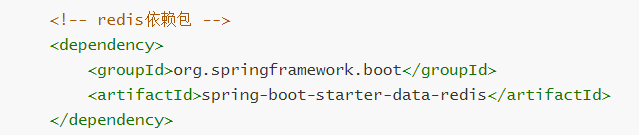 <!-- redis依赖包 -->
<dependency>
    <groupId>org.springframework.boot</groupId>
    <artifactId>spring-boot-starter-data-redis</artifactId>
</dependency>